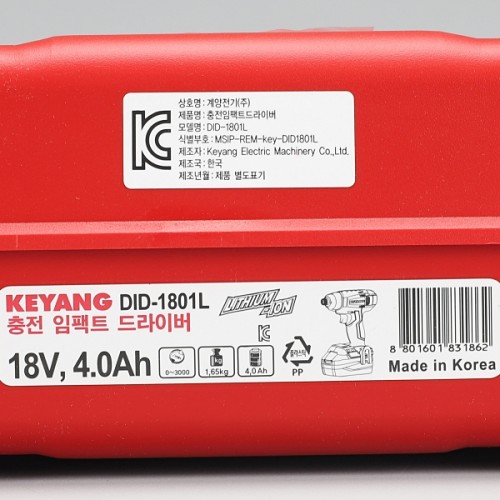 상호명 : 계양전기(주)
제품명 : 충전임팩트드라이버
모델명 : DID-1801L
식별부호 : MSIP-REM-key-DID1801L
제조자 : Keyang Electric Machinery Co.,Ltd.
제조국 : 한국
제조년월 : 제품 별도표기
KEYANG DID-1801L
LITHIUM-ION
충전 임팩트 드라이버
18V, 4.0Ah
0~3000
1,65kg
4,0Ah
플라스틱
PP
8 801601 831862
Made in Korea